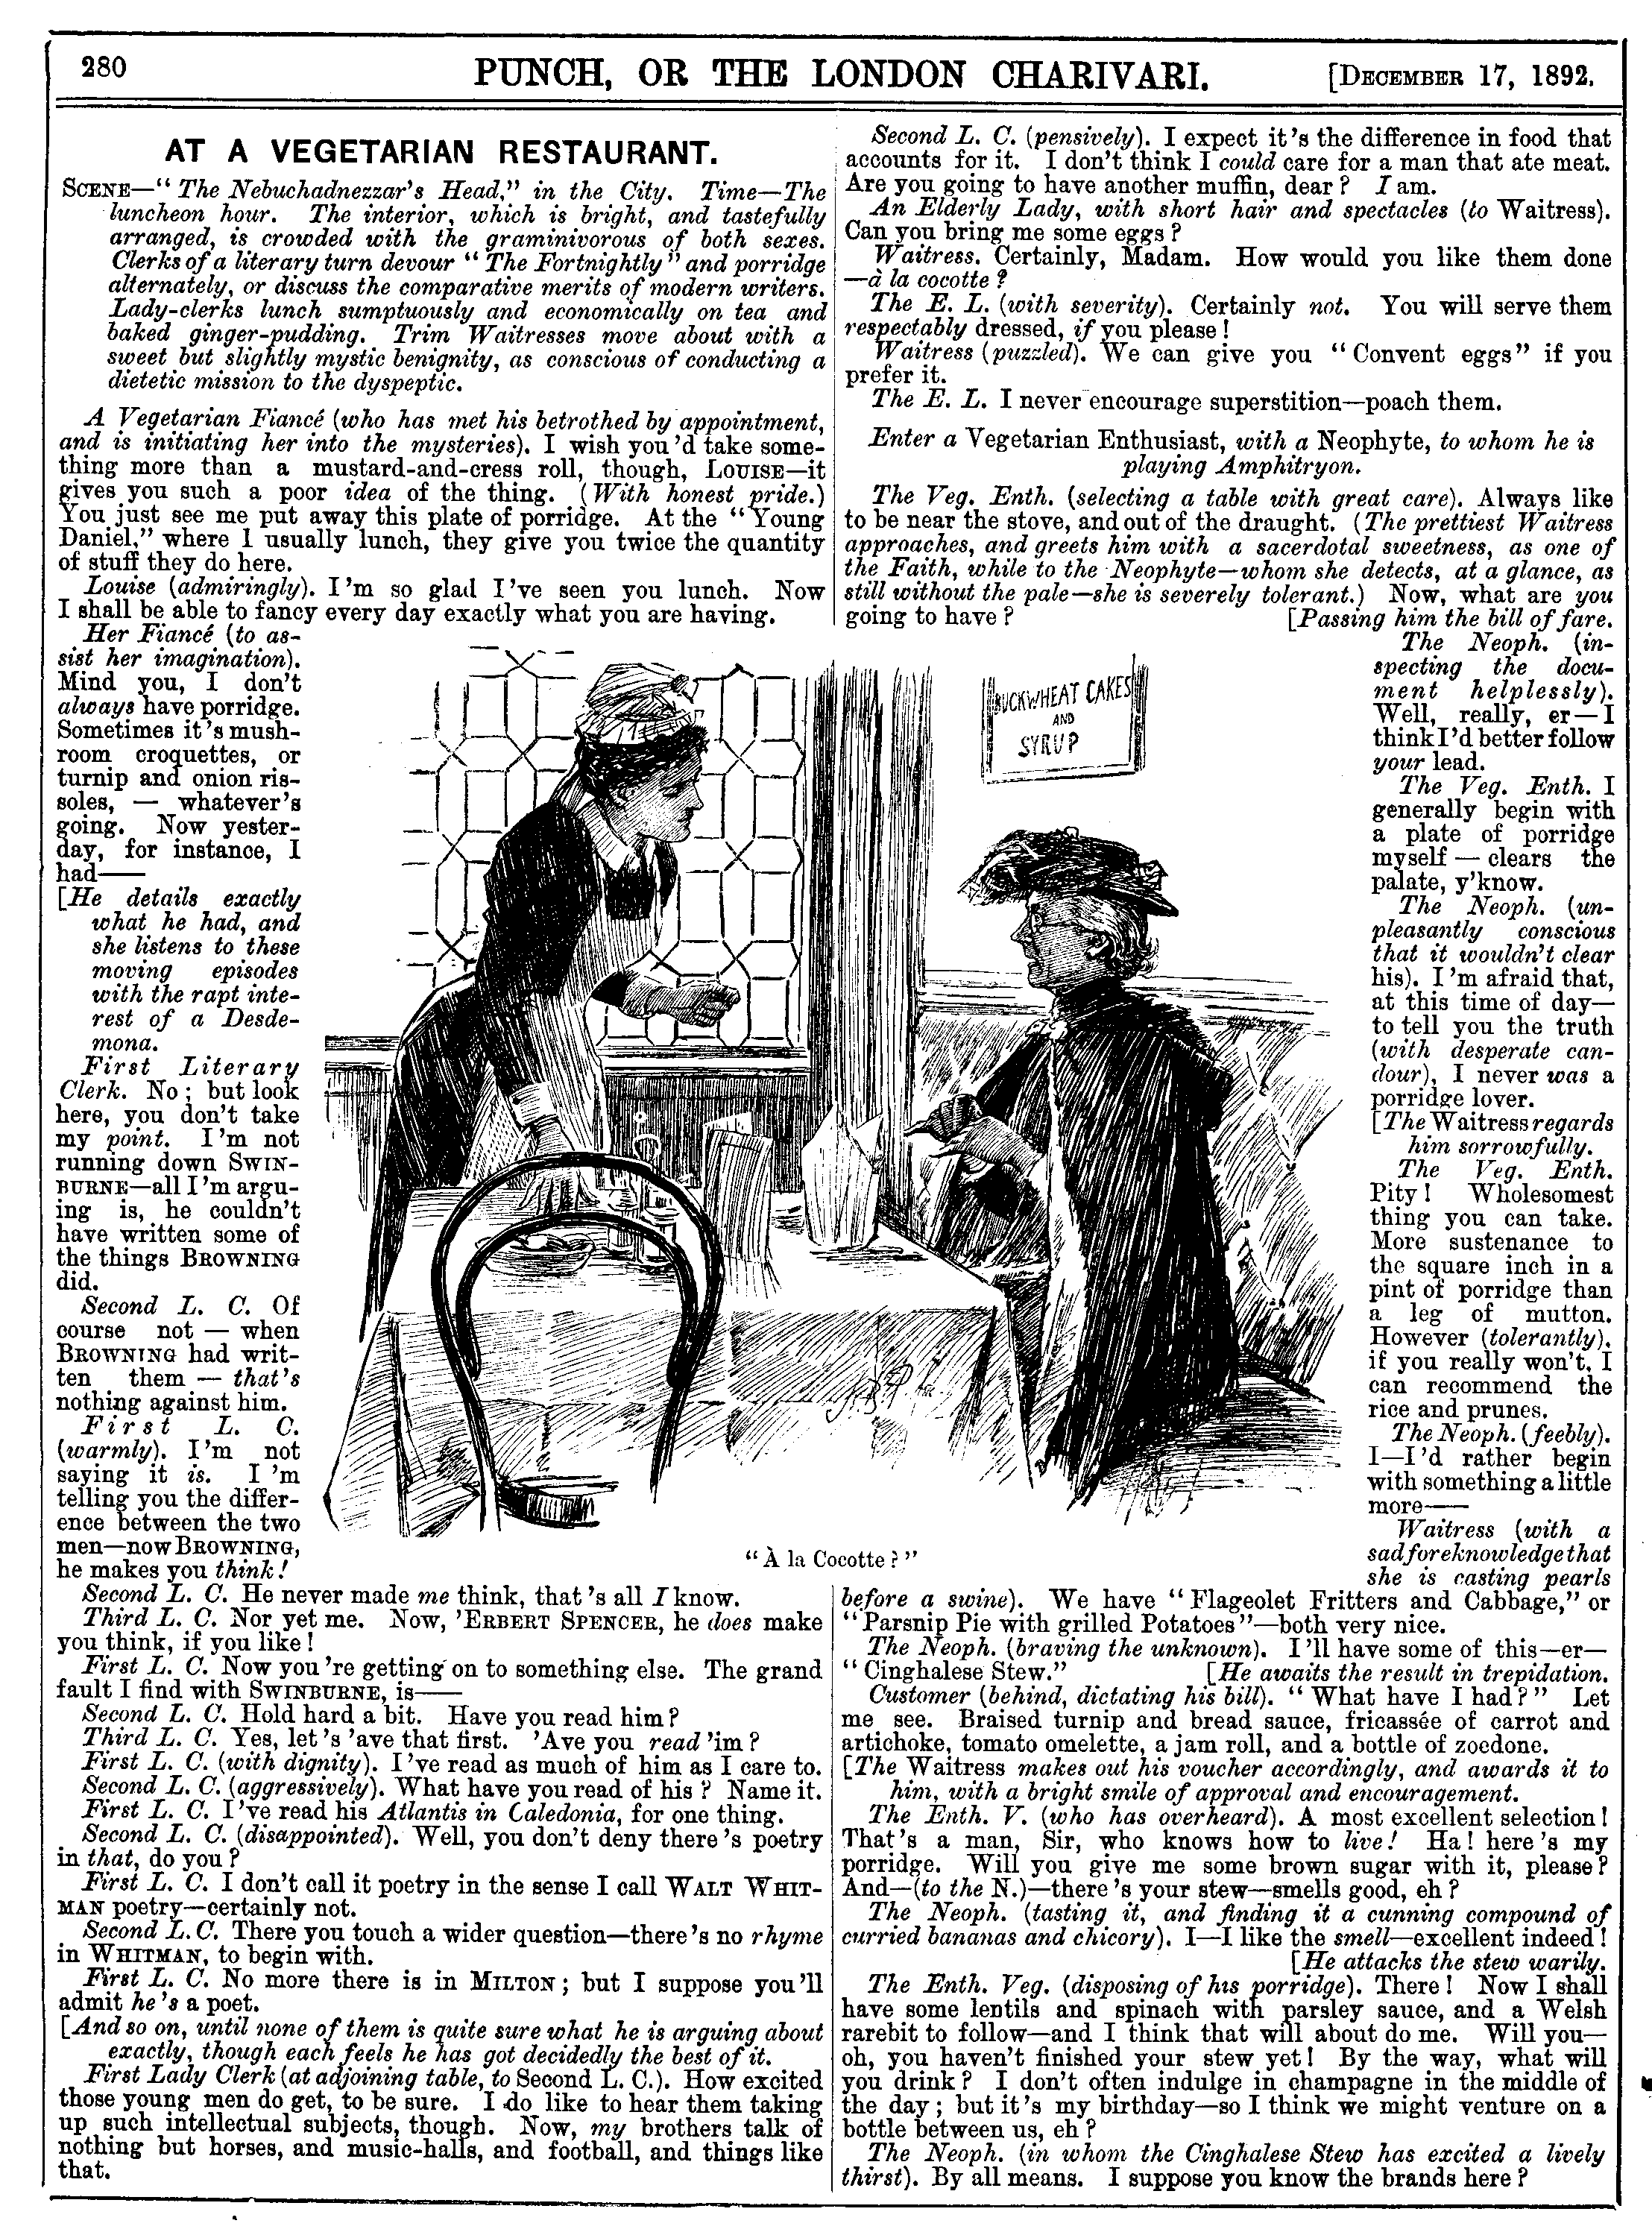 280
PUNCH, OR THE LONDON CHARIVARI.
[DECEMBER 17, 1892.
AT A VEGETARIAN RESTAURANT.
SCENE—"The Nebuchadnezzar's Head," in the City. Time—The
luncheon hour. The interior, which is bright, and tastefully
arranged, is crowded with the graminivorous of both sexes.
Clerks of a literary turn devour "The Fortnightly" and porridge
alternately, or discuss the comparative merits of modern writers.
Lady-clerks lunch sumptuously and economically on tea and
baked ginger-pudding. Trim Waitresses move about with a
sweet but slightly mystic benignity, as conscious of conducting a
dietetic mission to the dyspeptic.
A Vegetarian Fiancé (who has met his betrothed by appointment,
and is initiating her into the mysteries). I wish you'd take some-
thing more than a mustard-and-cress roll, though, LOUISE—it
gives you such a poor idea of the thing. (With honest pride.)
You just see me put away this plate of porridge. At the "Young
Daniel," where I usually lunch, they give you twice the quantity
of stuff they do here.
Louise (admiringly). I'm so glad I've seen you lunch. Now
I shall be able to fancy every day exactly what you are having.
Her Fiancé (to as-
sist her imagination).
Mind you, I don't
always have porridge.
Sometimes it's mush-
room croquettes, or
turnip and onion ris-
soles, — whatever's
going. Now yester-
day, for instance, I
had——
[He details exactly
what he had, and
she listens to these
moving episodes
with the rapt inte-
rest of a Desde-
mona.
First Literary
Clerk. No; but look
here, you don't take
my point. I'm not
running down SWIN-
BURNE—all I'm argu-
ing is, he couldn't
have written some of
the things BROWNING
did.
Second L. C. Of
course not — when
BROWNING had writ-
ten them — that's
nothing against him.
First L. C.
(warmly). I'm not
saying it is. I'm
telling you the differ-
ence between the two
men—now BROWNING,
he makes you think!
Second L. C. He never made me think, that's all I know.
Third L. C. Nor yet me. Now, 'ERBERT SPENCER, he does make
you think, if you like!
First L. C. Now you're getting on to something else. The grand
fault I find with SWINBURNE, is——
Second L. C. Hold hard a bit. Have you read him?
Third L. C. Yes, let's 'ave that first. 'Ave you read 'im?
First L. C. (with dignity). I've read as much of him as I care to.
Second L. C. (aggressively). What have you read of his? Name it.
First L. C. I've read his Atlantis in Caledonia, for one thing.
Second L. C. (disappointed). Well, you don't deny there's poetry
in that, do you?
First L. C. I don't call it poetry in the sense I call WALT WHIT-
MAN poetry—certainly not.
Second L. C. There you touch a wider question—there's no rhyme
in WHITMAN, to begin with.
First L. C. No more there is in MILTON; but I suppose you'll
admit he's a poet.
[And so on, until none of them is quite sure what he is arguing about
exactly, though each feels he has got decidedly the best of it.
First Lady Clerk (at adjoining table, to Second L. C.). How excited
those young men do get, to be sure. I do like to hear them taking
up such intellectual subjects, though. Now, my brothers talk of
nothing but horses, and music-halls, and football, and things like
that.
Second L. C. (pensively). I expect it's the difference in food that
accounts for it. I don't think I could care for a man that ate meat.
Are you going to have another muffin, dear? I am.
An Elderly Lady, with short hair and spectacles (to Waitress).
Can you bring me some eggs?
Waitress. Certainly, Madam. How would you like them done
—à la cocotte?
The E. L. (with severity). Certainly not. You will serve them
respectably dressed, if you please!
Waitress (puzzled). We can give you "Convent eggs" if you
prefer it.
The E. L. I never encourage superstition—poach them.
Enter a Vegetarian Enthusiast, with a Neophyte, to whom he is
playing Amphitryon.
The Veg. Enth. (selecting a table with great care). Always like
to be near the stove, and out of the draught. (The prettiest Waitress
approaches, and greets him with a sacerdotal sweetness, as one of
the Faith, while to the Neophyte—whom she detects, at a glance, as
still without the pale—she is severely tolerant.) Now, what are you
going to have? [Passing him the bill of fare.
The Neoph. (in-
specting the docu-
ment helplessly).
Well, really, er—I
think I'd better follow
your lead.
The Veg. Enth. I
generally begin with
a plate of porridge
myself — clears the
palate, y'know.
The Neoph. (un-
pleasantly conscious
that it wouldn't clear
his). I'm afraid that,
at this time of day—
to tell you the truth
(with desperate can-
dour), I never was a
porridge lover.
[The Waitress regards
him sorrowfully.
The Veg. Enth.
Pity! Wholesomest
thing you can take.
More sustenance to
the square inch in a
pint of porridge than
a leg of mutton.
However (tolerantly),
if you really won't, I
can recommend the
rice and prunes.
The Neoph. (feebly).
I—I'd rather begin
with something a little
more——
Waitress (with a
sad foreknowledge that
she is casting pearls
before a swine). We have "Flageolet Fritters and Cabbage," or
"Parsnip Pie with grilled Potatoes"—both very nice.
The Neoph. (braving the unknown). I'll have some of this—er—
"Cinghalese Stew." [He awaits the result in trepidation.
Customer (behind, dictating his bill). "What have I had?" Let
me see. Braised turnip and bread sauce, fricassée of carrot and
artichoke, tomato omelette, a jam roll, and a bottle of zoedone.
[The Waitress makes out his voucher accordingly, and awards it to
him, with a bright smile of approval and encouragement.
The Enth. V. (who has overheard). A most excellent selection!
That's a man, Sir, who knows how to live! Ha! here's my
porridge. Will you give me some brown sugar with it, please?
And—(to the N.)—there's your stew—smells good, eh?
The Neoph. (tasting it, and finding it a cunning compound of
curried bananas and chicory). I—I like the smell—excellent indeed!
[He attacks the stew warily.
The Enth. Veg. (disposing of his porridge). There! Now I shall
have some lentils and spinach with parsley sauce, and a Welsh
rarebit to follow—and I think that will about do me. Will you—
oh, you haven't finished your stew yet! By the way, what will
you drink? I don't often indulge in champagne in the middle of
the day; but it's my birthday—so I think we might venture on a
bottle between us, eh?
The Neoph. (in whom the Cinghalese Stew has excited a lively
thirst). By all means. I suppose you know the brands here?
BUCKWHEAT CAKES
AND
SYRUP
"À la Cocotte?"